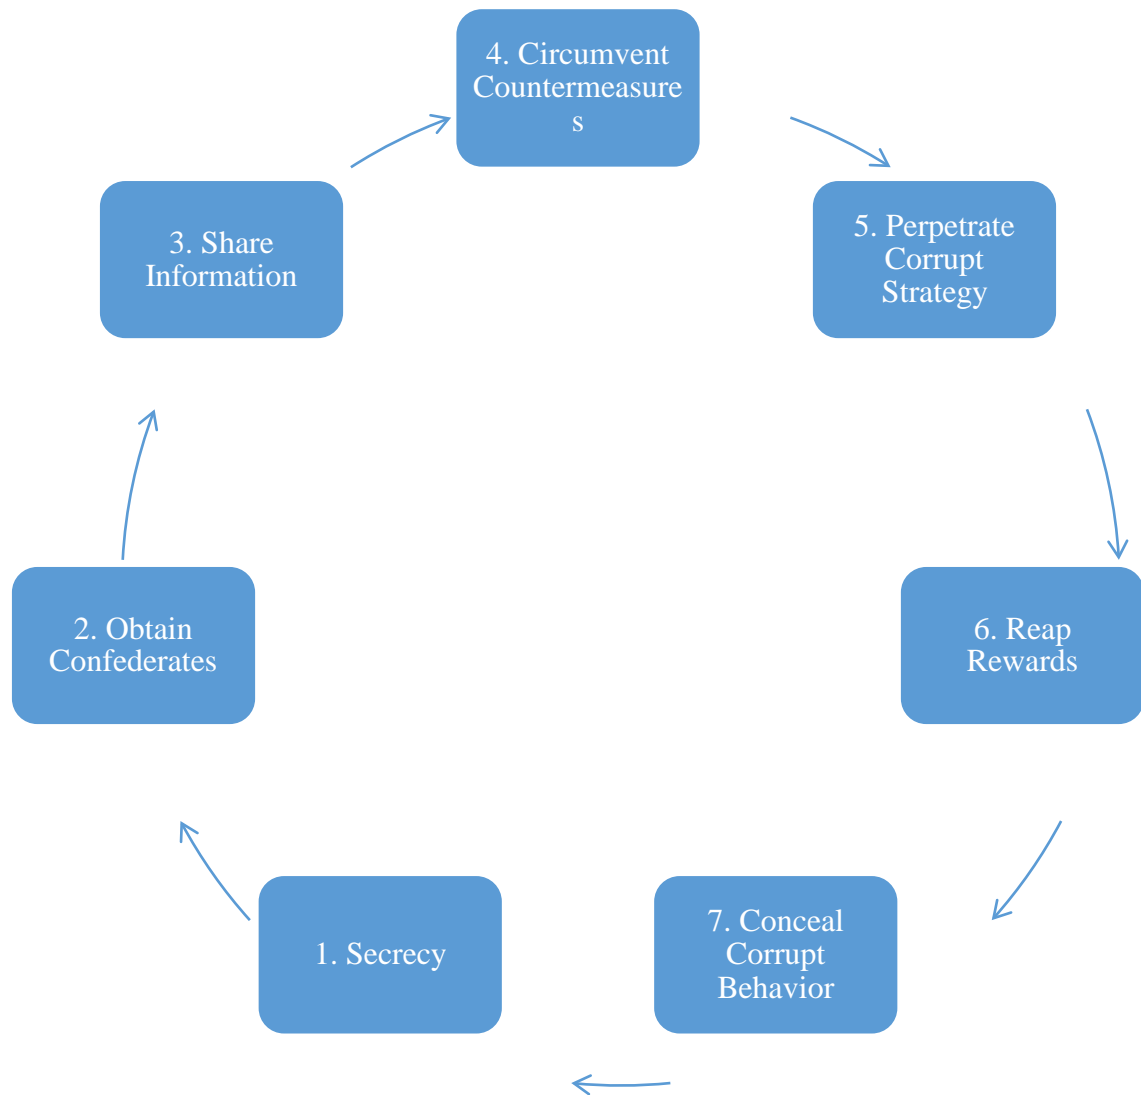 4. Circumvent
Countermeasure
s
3. Share
Information
5. Perpetrate
Corrupt
Strategy
2. Obtain
Confederates
6. Reap
Rewards
1. Secrecy
7. Conceal
Corrupt
Behavior